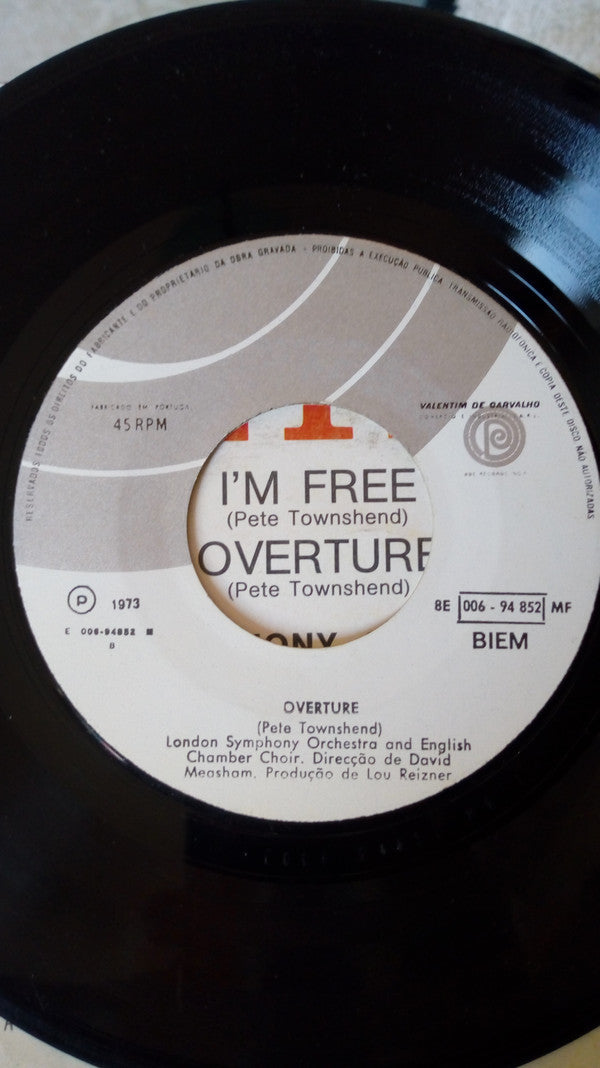 RESERVADOS TODOS OS DIREITOS DO FABRICANTE E DO PROPRIETÁRIO DA OBRA GRAVADA - PROIBIDAS A EXECUÇÃO PÚBLICA, TRANSMISSÃO RADIOFÓNICA E CÓPIA DESTE DISCO NÃO AUTORIZADAS
FABRICADO EM PORTUGAL
45 RPM
VALENTIM DE CARVALHO
I'M FREE
(Pete Townshend)
OVERTURE
(Pete Townshend)
P 1973
E 006-94852 M
B
8E 006 - 94 852 MF
BIEM
OVERTURE
(Pete Townshend)
London Symphony Orchestra and English
Chamber Choir. Direcção de David
Measham. Produção de Lou Reizner